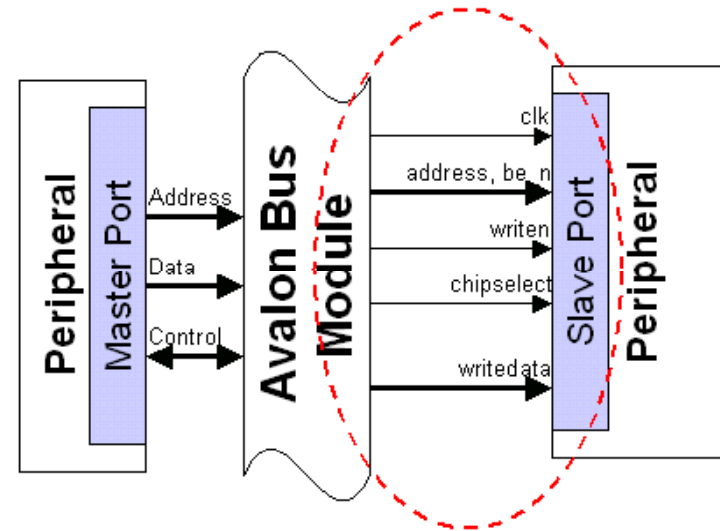 Peripheral
Master Port
Address
Data
Control
Avalon Bus
Module
clk
address, be_n
writen
chipselect
writedata
Slave Port
Peripheral